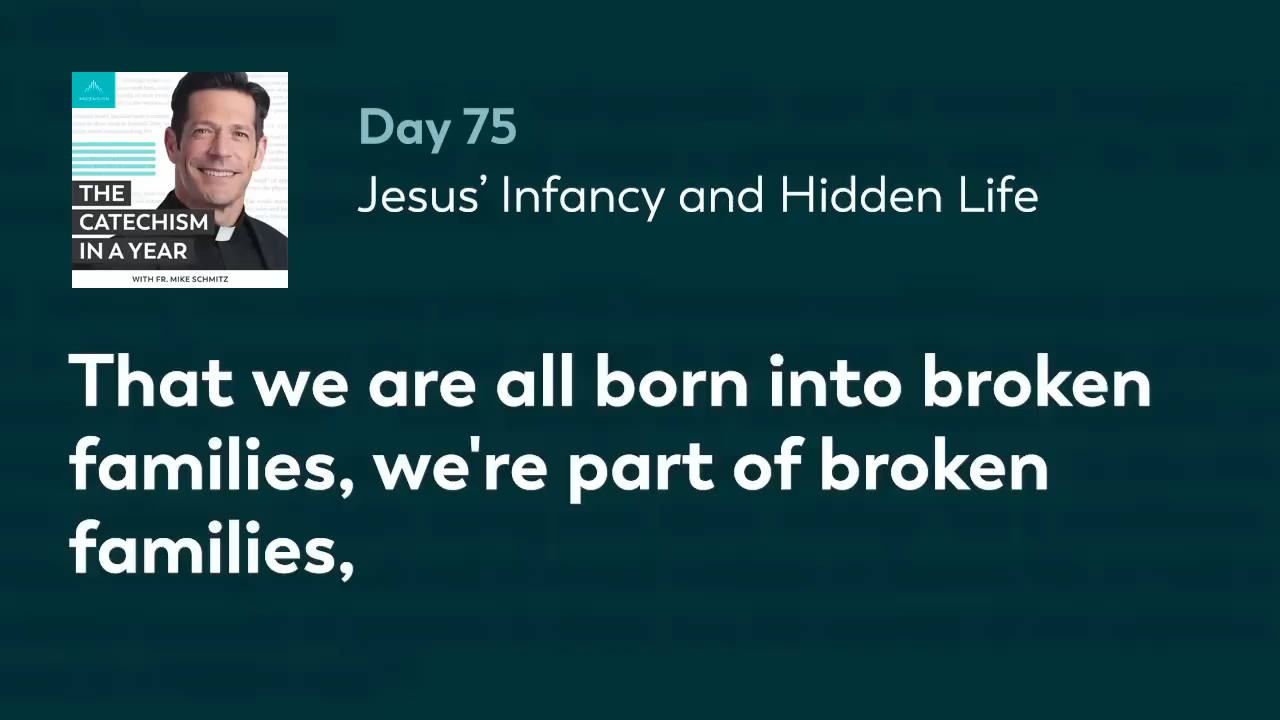 ASCENSION
THE
CATECHISM
IN A YEAR
WITH FR. MIKE SCHMITZ
Day 75
Jesus’ Infancy and Hidden Life
That we are all born into broken
families, we're part of broken
families,